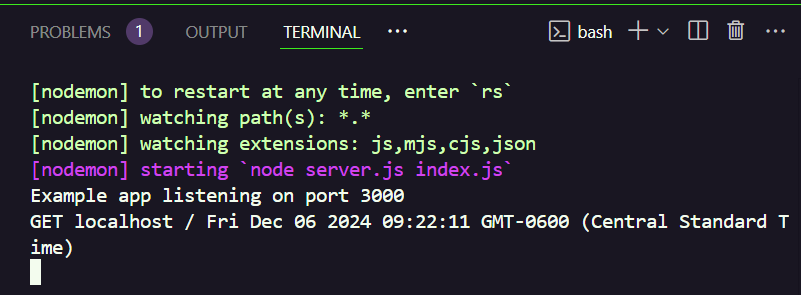 PROBLEMS 1 OUTPUT TERMINAL ... bash ...
[nodemon] to restart at any time, enter `rs`
[nodemon] watching path(s): *.*
[nodemon] watching extensions: js,mjs,cjs,json
[nodemon] starting `node server.js index.js`
Example app listening on port 3000
GET localhost / Fri Dec 06 2024 09:22:11 GMT-0600 (Central Standard T
ime)